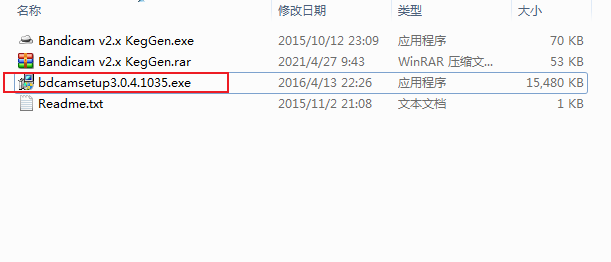 名称 修改日期 类型 大小
Bandicam v2.x KegGen.exe 2015/10/12 23:09 应用程序 70 KB
Bandicam v2.x KegGen.rar 2021/4/27 9:43 WinRAR 压缩文... 53 KB
bdcamsetup3.0.4.1035.exe 2016/4/13 22:26 应用程序 15,480 KB
Readme.txt 2015/11/2 21:08 文本文档 1 KB